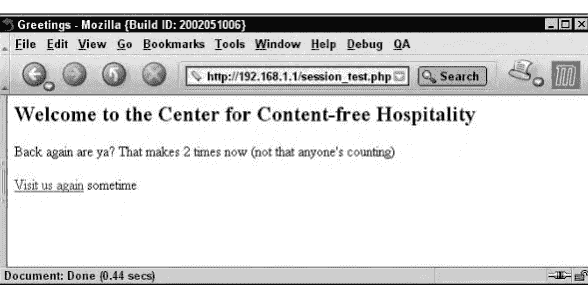 Greetings - Mozilla {Build ID: 2002051006}
File Edit View Go Bookmarks Tools Window Help Debug QA
http://192.168.1.1/session_test.php Search
Welcome to the Center for Content-free Hospitality
Back again are ya? That makes 2 times now (not that anyone's counting)
Visit us again sometime
Document: Done (0.44 secs)